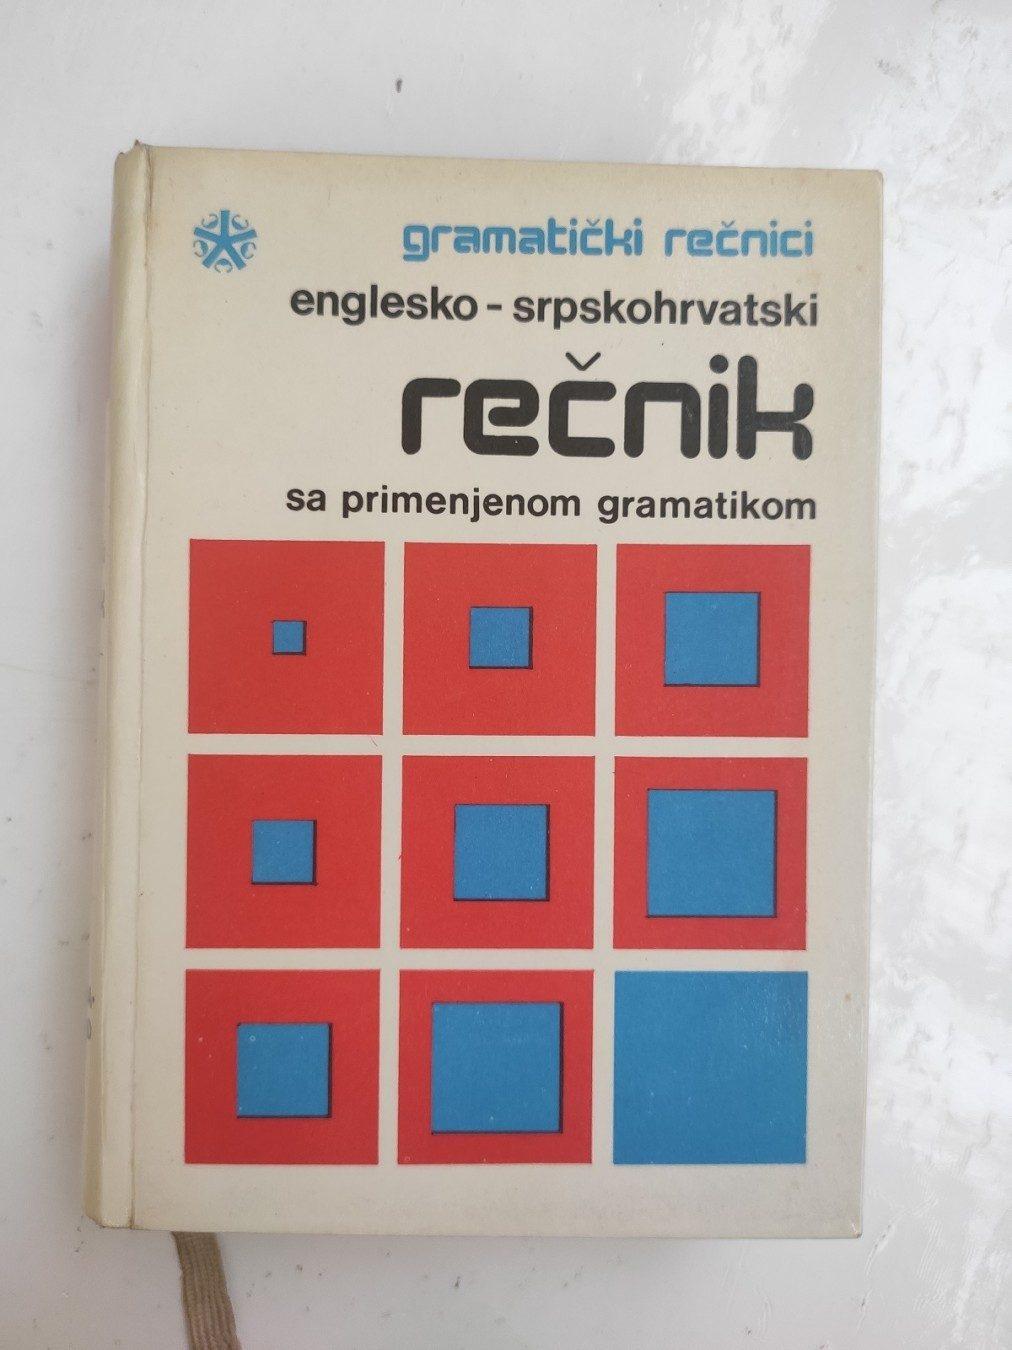 gramatički rečnici
englesko - srpskohrvatski
rečnik
sa primenjenom gramatikom